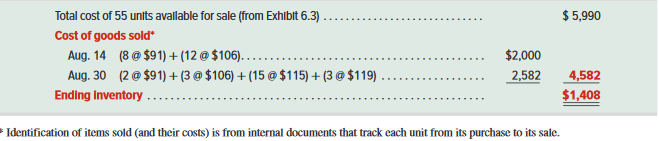 Total cost of 55 units available for sale (from Exhibit 6.3) . . . . . . . . . . . . . . . . . . . . . . . . . . . . . $ 5,990
Cost of goods sold*
Aug. 14 (8 @ $91) + (12 @ $106). . . . . . . . . . . . . . . . . . . . . . . . . . . . . . . . . . . . . . . . . . . $2,000
Aug. 30 (2 @ $91) + (3 @ $106) + (15 @ $115) + (3 @ $119) . . . . . . . . . . . . . . . . . . 2,582 4,582
Ending Inventory . . . . . . . . . . . . . . . . . . . . . . . . . . . . . . . . . . . . . . . . . . . . . . . . . . . . . . . . $1,408
* Identification of items sold (and their costs) is from internal documents that track each unit from its purchase to its sale.